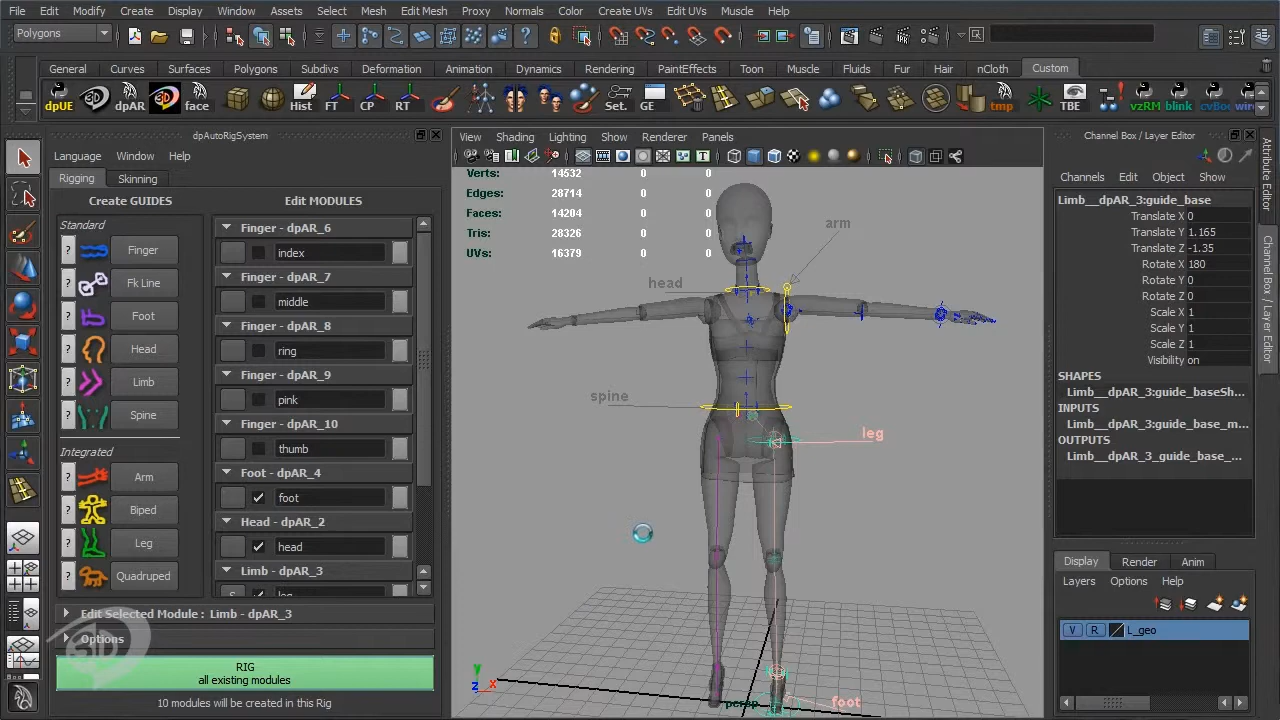 File Edit Modify Create Display Window Assets Select Mesh Edit Mesh Proxy Normals Color Create UVs Edit UVs Muscle Help
Polygons
General Curves Surfaces Polygons Subdivs Deformation Animation Dynamics Rendering PaintEffects Toon Muscle Fluids Fur Hair nCloth Custom
dpUE dpAR face Hist FT CP RT Set. GE tmp TBE vzRM blink cvBoo wire
dpAutoRigSystem
Language Window Help
Rigging Skinning
Create GUIDES
Standard
? Finger
? Fk Line
? Foot
? Head
? Limb
? Spine
Integrated
? Arm
? Biped
? Leg
? Quadruped
Edit MODULES
Finger - dpAR_6
index
Finger - dpAR_7
middle
Finger - dpAR_8
ring
Finger - dpAR_9
pink
Finger - dpAR_10
thumb
Foot - dpAR_4
foot
Head - dpAR_2
head
Limb - dpAR_3
S leg
Edit Selected Module : Limb - dpAR_3
Options
RIG
all existing modules
10 modules will be created in this Rig
View Shading Lighting Show Renderer Panels
Verts: 14532 0 0
Edges: 28714 0 0
Faces: 14204 0 0
Tris: 28326 0 0
UVs: 16379 0 0
arm
head
spine
leg
foot
persp
y
z x
Channel Box / Layer Editor
Channels Edit Object Show
Limb__dpAR_3:guide_base
Translate X 0
Translate Y 1.165
Translate Z -1.35
Rotate X 180
Rotate Y 0
Rotate Z 0
Scale X 1
Scale Y 1
Scale Z 1
Visibility on
SHAPES
Limb__dpAR_3:guide_baseSh...
INPUTS
Limb__dpAR_3:guide_base_m...
OUTPUTS
Limb__dpAR_3_guide_base_...
Display Render Anim
Layers Options Help
V R L_geo
Attribute Editor
Channel Box / Layer Editor